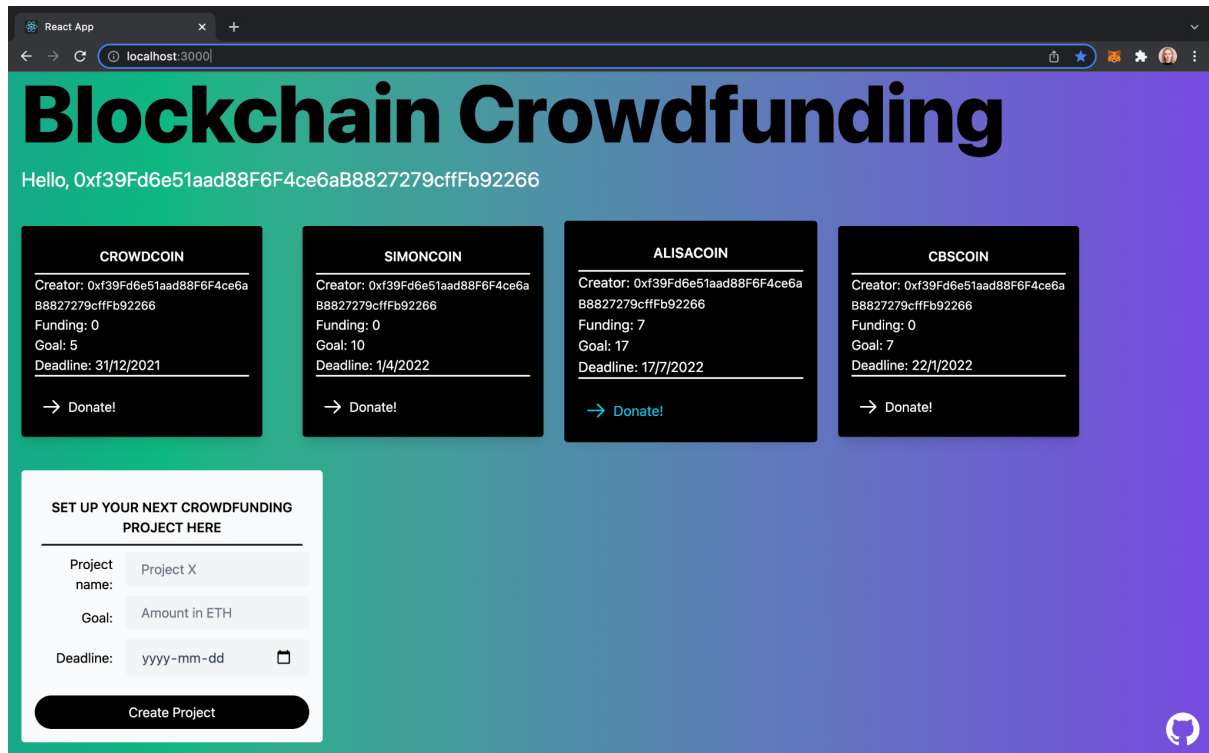 React App
localhost:3000
Blockchain Crowdfunding
Hello, 0xf39Fd6e51aad88F6F4ce6aB8827279cffFb92266
CROWDCOIN
Creator: 0xf39Fd6e51aad88F6F4ce6a
B8827279cffFb92266
Funding: 0
Goal: 5
Deadline: 31/12/2021
Donate!
SIMONCOIN
Creator: 0xf39Fd6e51aad88F6F4ce6a
B8827279cffFb92266
Funding: 0
Goal: 10
Deadline: 1/4/2022
Donate!
ALISACOIN
Creator: 0xf39Fd6e51aad88F6F4ce6a
B8827279cffFb92266
Funding: 7
Goal: 17
Deadline: 17/7/2022
Donate!
CBSCOIN
Creator: 0xf39Fd6e51aad88F6F4ce6a
B8827279cffFb92266
Funding: 0
Goal: 7
Deadline: 22/1/2022
Donate!
SET UP YOUR NEXT CROWDFUNDING
PROJECT HERE
Project
name:
Project X
Goal:
Amount in ETH
Deadline:
yyyy-mm-dd
Create Project